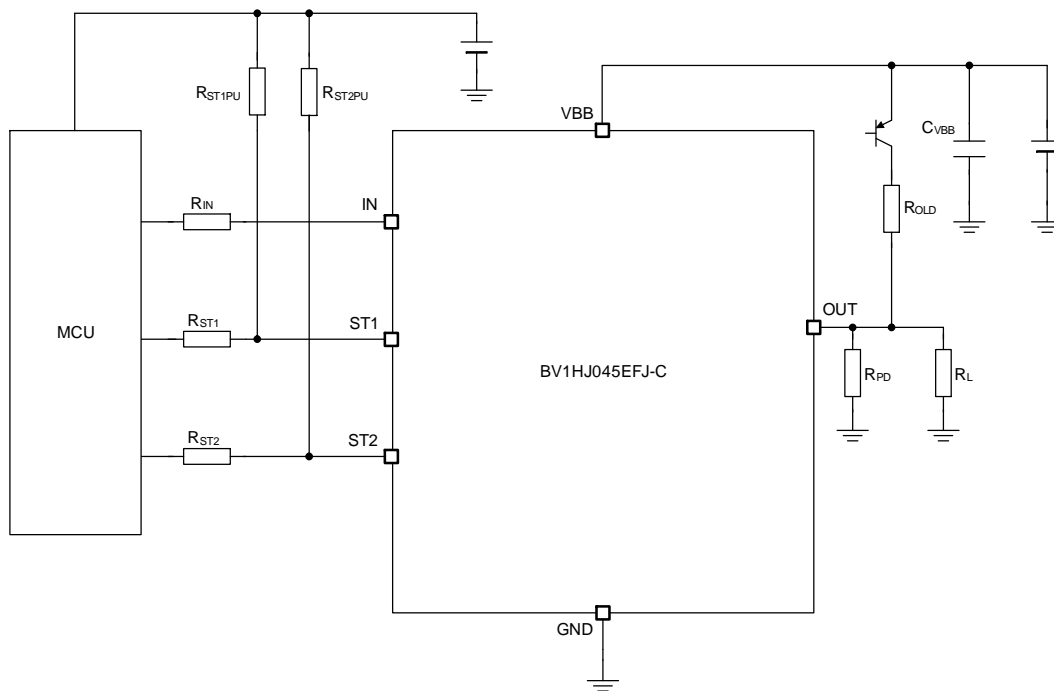 RST1PU
RST2PU
VBB
CVBB
RIN
IN
ROLD
MCU
RST1
ST1
OUT
BV1HJ045EFJ-C
RPD
RL
RST2
ST2
GND